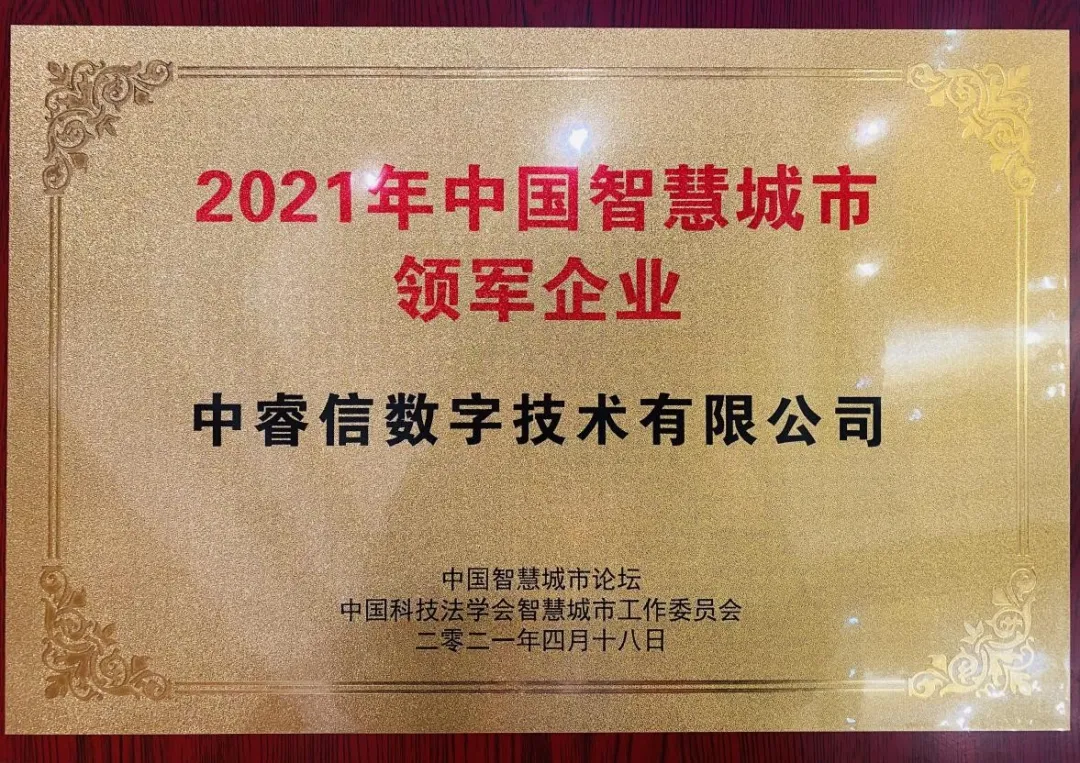 2021年中国智慧城市
领军企业
中睿信数字技术有限公司
中国智慧城市论坛
中国科技法学会智慧城市工作委员会
二零二一年四月十八日